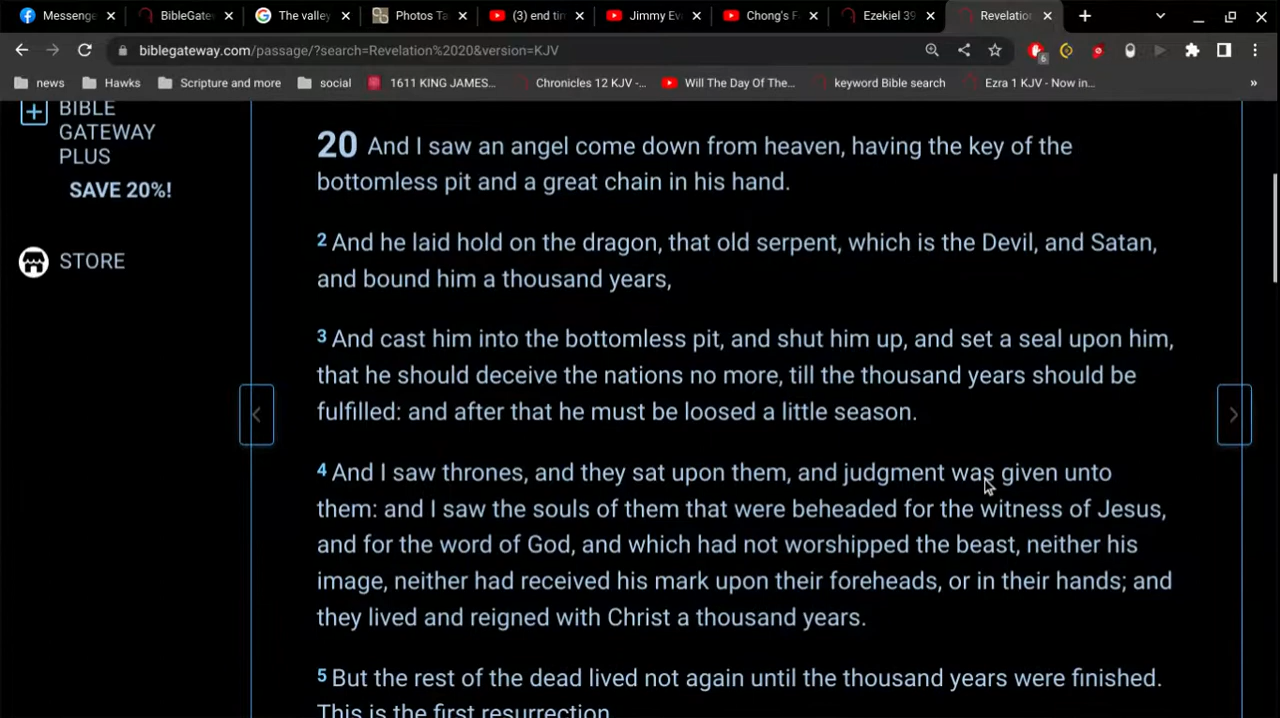 Messenge
BibleGate
The valley
Photos Ta
(3) end tin
Jimmy Ev
Chong's F
Ezekiel 39
Revelation
biblegateway.com/passage/?search=Revelation%2020&version=KJV
6
news
Hawks
Scripture and more
social
1611 KING JAMES...
Chronicles 12 KJV -...
Will The Day Of The...
keyword Bible search
Ezra 1 KJV - Now in...
»
BIBLE
GATEWAY
PLUS
SAVE 20%!
STORE
20 And I saw an angel come down from heaven, having the key of the
bottomless pit and a great chain in his hand.
2 And he laid hold on the dragon, that old serpent, which is the Devil, and Satan,
and bound him a thousand years,
3 And cast him into the bottomless pit, and shut him up, and set a seal upon him,
that he should deceive the nations no more, till the thousand years should be
fulfilled: and after that he must be loosed a little season.
4 And I saw thrones, and they sat upon them, and judgment was given unto
them: and I saw the souls of them that were beheaded for the witness of Jesus,
and for the word of God, and which had not worshipped the beast, neither his
image, neither had received his mark upon their foreheads, or in their hands; and
they lived and reigned with Christ a thousand years.
5 But the rest of the dead lived not again until the thousand years were finished.
This is the first resurrection.